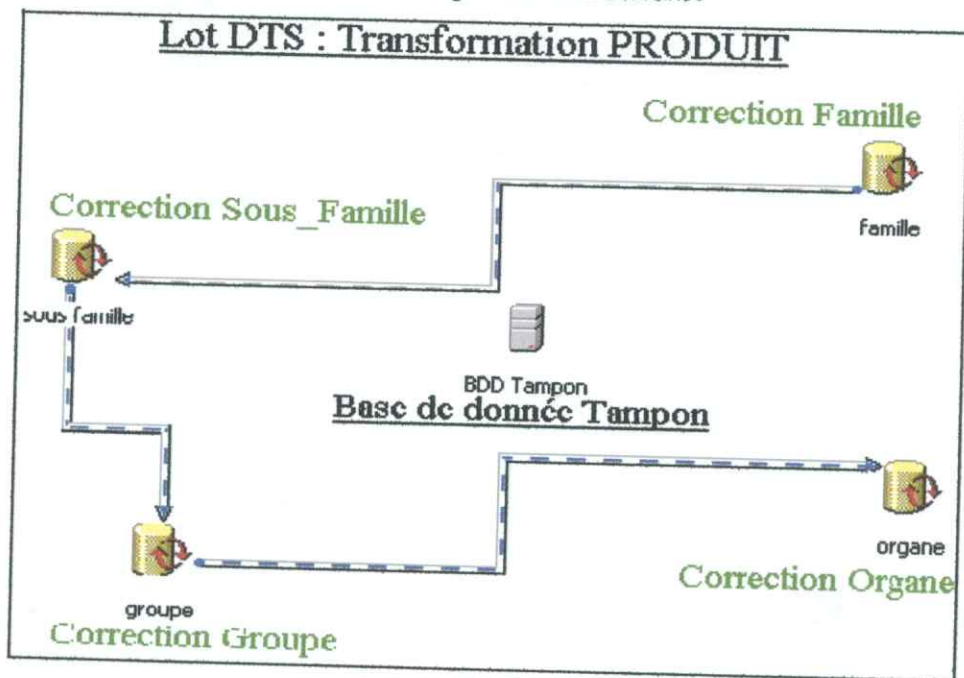 Lot DTS : Transformation PRODUIT
Correction Famille
famille
Correction Sous_Famille
sous famille
BDD Tampon
Base de donnée Tampon
organe
Correction Organe
groupe
Correction Groupe